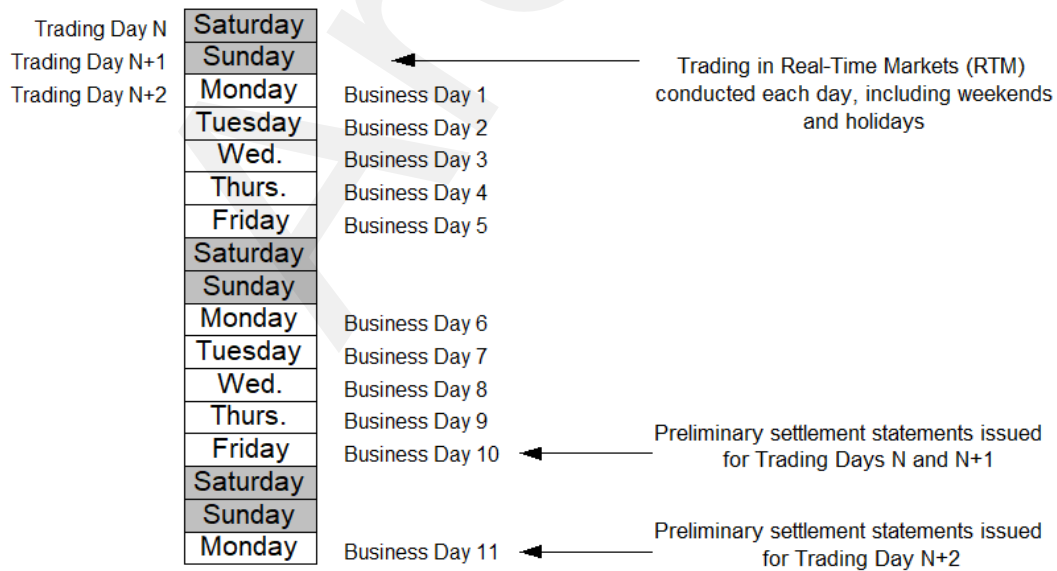 Trading Day N Saturday
Trading Day N+1 Sunday
Trading in Real-Time Markets (RTM)
Trading Day N+2 Monday Business Day 1 conducted each day, including weekends
and holidays
Tuesday Business Day 2
Wed. Business Day 3
Thurs. Business Day 4
Friday Business Day 5
Saturday
Sunday
Monday Business Day 6
Tuesday Business Day 7
Wed. Business Day 8
Thurs. Business Day 9
Preliminary settlement statements issued
Friday Business Day 10 for Trading Days N and N+1
Saturday
Sunday
Preliminary settlement statements issued
Monday Business Day 11 for Trading Day N+2